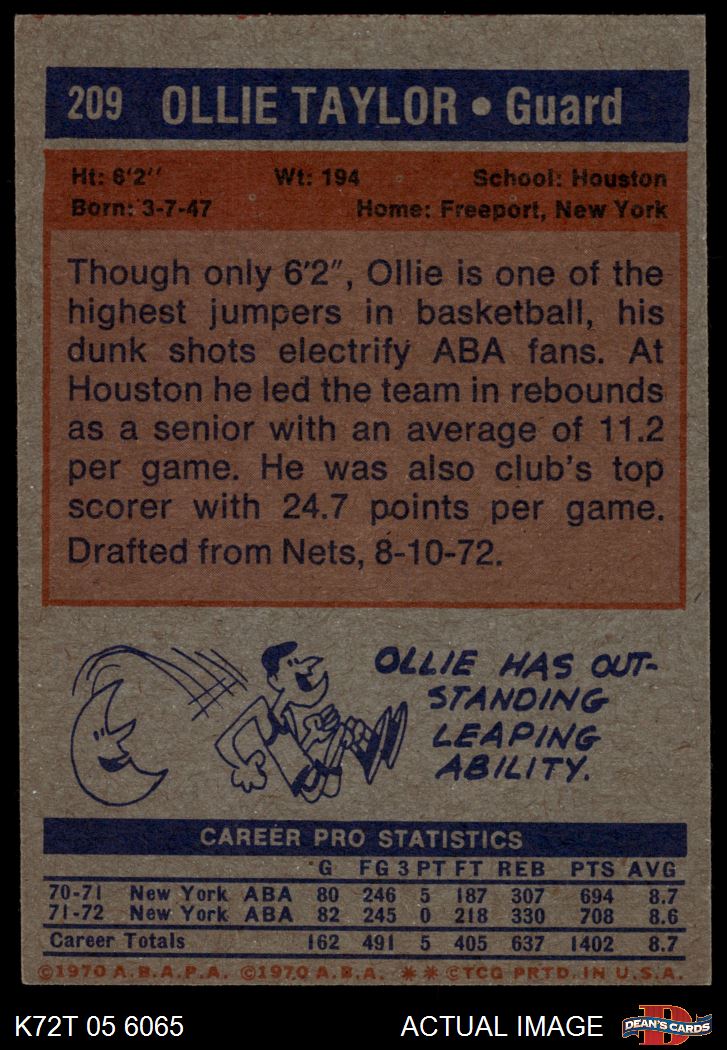 209 OLLIE TAYLOR • Guard
Ht: 6'2" Wt: 194 School: Houston
Born: 3-7-47 Home: Freeport, New York
Though only 6'2", Ollie is one of the
highest jumpers in basketball, his
dunk shots electrify ABA fans. At
Houston he led the team in rebounds
as a senior with an average of 11.2
per game. He was also club's top
scorer with 24.7 points per game.
Drafted from Nets, 8-10-72.
OLLIE HAS OUT-
STANDING
LEAPING
ABILITY.
CAREER PRO STATISTICS
G FG 3 PT FT REB PTS AVG
70-71 New York ABA 80 246 5 187 307 694 8.7
71-72 New York ABA 82 245 0 218 330 708 8.6
Career Totals 162 491 5 405 637 1402 8.7
©1970 A.B.A.P.A. ©1970 A.B.A. ** ©TCG PRTD. IN U.S.A.
K72T 05 6065 ACTUAL IMAGE D DEAN'S CARDS